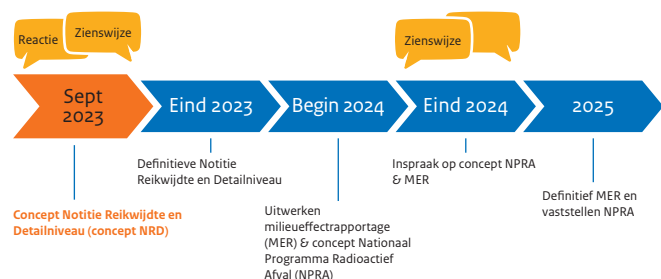 Reactie
Zienswijze
Zienswijze
Sept
2023
Eind 2023
Begin 2024
Eind 2024
2025
Definitieve Notitie
Reikwijdte en Detailniveau
Inspraak op concept NPRA
& MER
Concept Notitie Reikwijdte en
Detailniveau (concept NRD)
Uitwerken
milieueffectrapportage
(MER) & concept Nationaal
Programma Radioactief
Afval (NPRA)
Definitief MER en
vaststellen NPRA